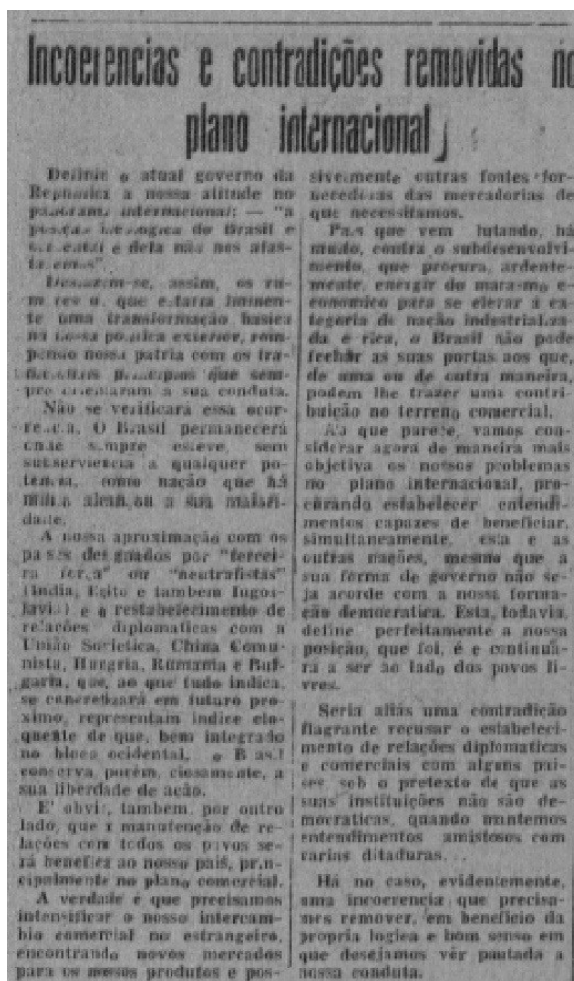 Incoerencias e contradições removidas no
plano internacional
Definiu o atual governo da
Republica a nossa atitude no
panorama internacional: — "a
posição ideologica do Brasil é
ocidental e dela não nos afas-
taremos".
Desfazem-se, assim, os ru-
mores que estaria iminen-
te uma transformação basica
na nossa politica exterior, rom-
pendo nossa patria com os tra-
dicionais principios que sem-
pre orientaram a sua conduta.
Não se verificará essa ocor-
rencia. O Brasil permanecerá
onde sempre esteve, sem
subserviencia a qualquer po-
tencia, como nação que há
muito alcançou a sua maiori-
dade.
A nossa aproximação com os
paises designados por "tercei-
ra força" ou "neutralistas"
(India, Egito e tambem Iugos-
lavia) e o restabelecimento de
relações diplomaticas com a
União Sovietica, China Comu-
nista, Hungria, Rumania e Bul-
garia, que, ao que tudo indica,
se concretizará em futuro pro-
ximo, representam indice elo-
quente de que, bem integrado
no bloco ocidental, o Brasil
conserva porém, ciosamente, a
sua liberdade de ação.
E' obvio, tambem, por outro
lado, que a manutenção de re-
lações com todos os povos se-
rá benefica ao nosso país, prin-
cipalmente no plano comercial.
A verdade é que precisamos
intensificar o nosso intercam-
bio comercial no estrangeiro,
encontrando novos mercados
para os nossos produtos e pos-
sivelmente outras fontes for-
necedoras das mercadorias de
que necessitamos.
Pais que vem lutando, há
muito, contra o subdesenvolvi-
mento, que procura, ardente-
mente, emergir do marasmo e-
conomico para se elevar á ca-
tegoria de nação industrializa-
da e rica, o Brasil não pode
fechar as suas portas aos que,
de uma ou de outra maneira,
podem lhe trazer uma contri-
buição no terreno comercial.
Ao que parece, vamos con-
siderar agora de maneira mais
objetiva os nossos problemas
no plano internacional, pro-
curando estabelecer entendi-
mentos capazes de beneficiar,
simultaneamente, esta e as
outras nações, mesmo que a
sua forma de governo não se-
ja acorde com a nossa forma-
ção democratica. Esta, todavia,
define perfeitamente a nossa
posição, que foi, é e continua-
rá a ser ao lado dos povos li-
vres.
Seria aliás uma contradição
flagrante recusar o estabeleci-
mento de relações diplomaticas
e comerciais com alguns pai-
ses, sob o pretexto de que as
suas instituições não são de-
mocraticas, quando mantemos
entendimentos amistosos com
varias ditaduras...
Há no caso, evidentemente,
uma incoerencia que precisa-
mos remover, em beneficio da
propria logica e bom senso em
que desejamos vêr pautada a
nossa conduta.